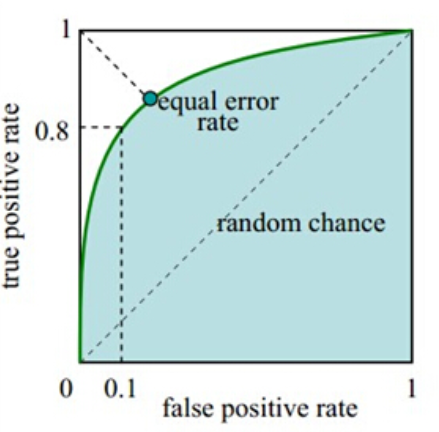 1
equal error
rate
0.8
true positive rate
random chance
0
0.1
1
false positive rate